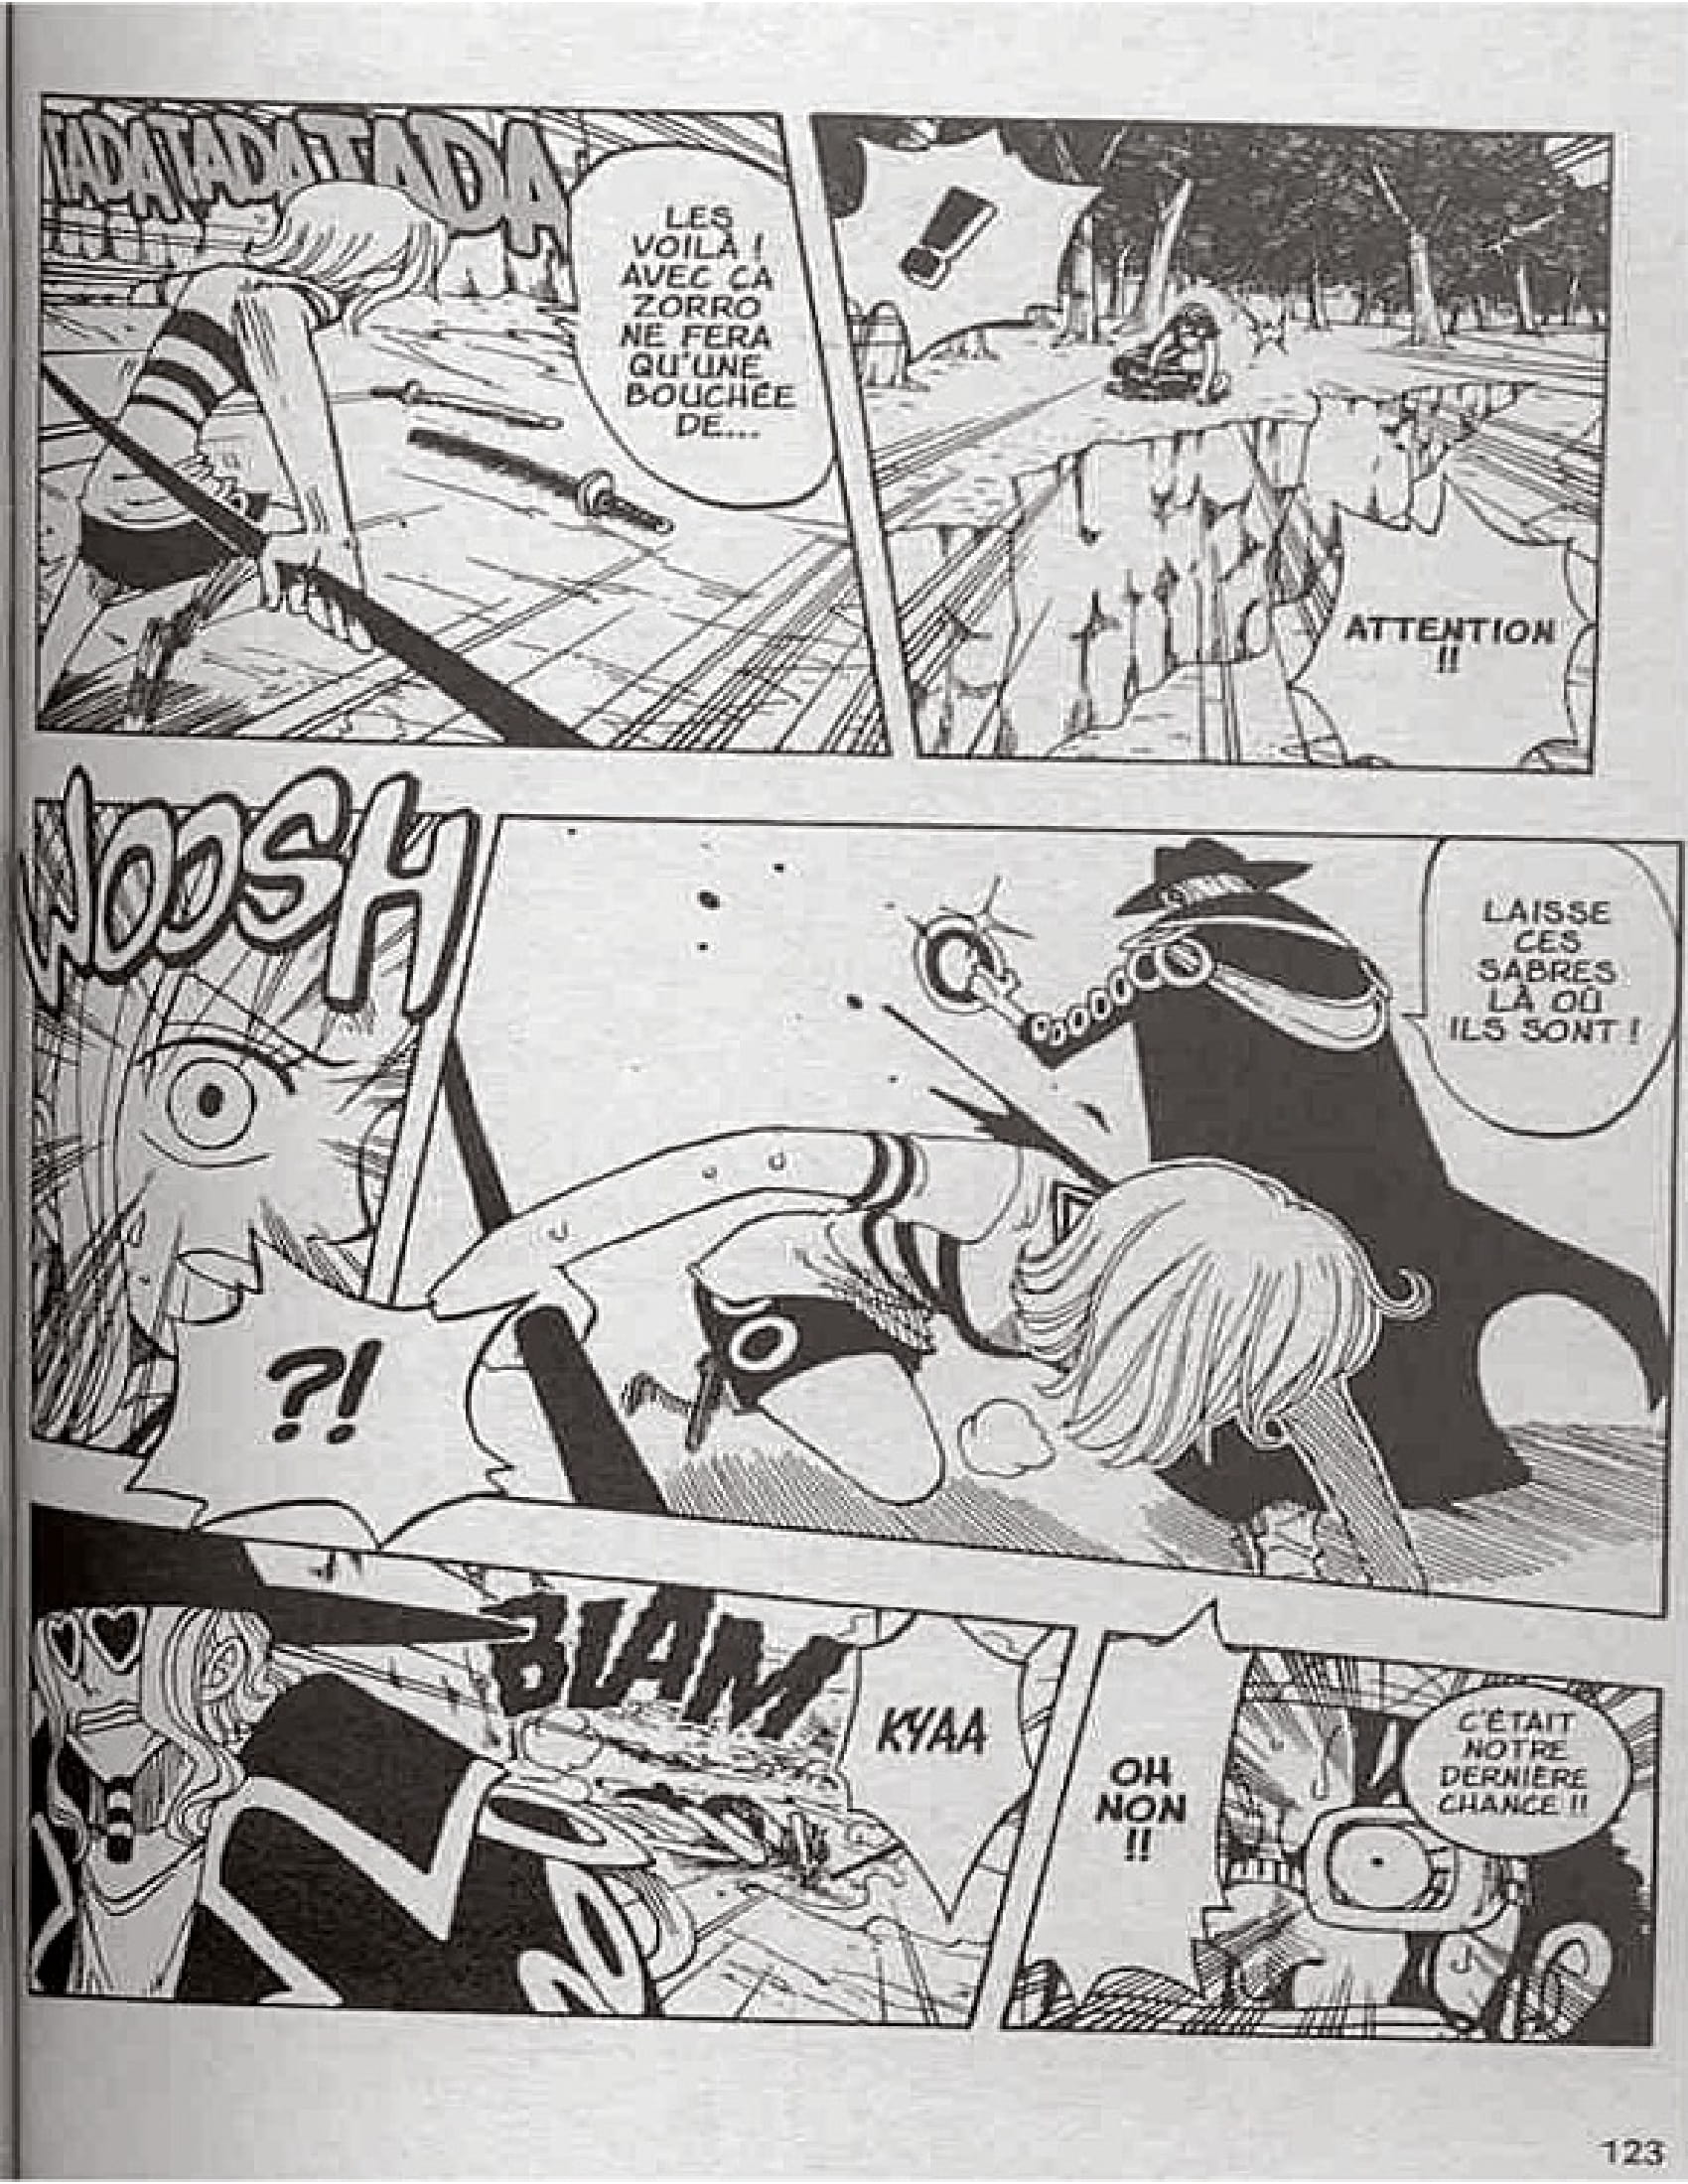 TADATADATADA
LES
VOILÀ !
AVEC ÇA
ZORRO
NE FERA
QU'UNE
BOUCHÉE
DE...
!
ATTENTION
!!
WOOSH
?!
LAISSE
CES
SABRES
LÀ OÙ
ILS SONT !
BLAM
KYAA
OH
NON
!!
C'ÉTAIT
NOTRE
DERNIÈRE
CHANCE !!
123